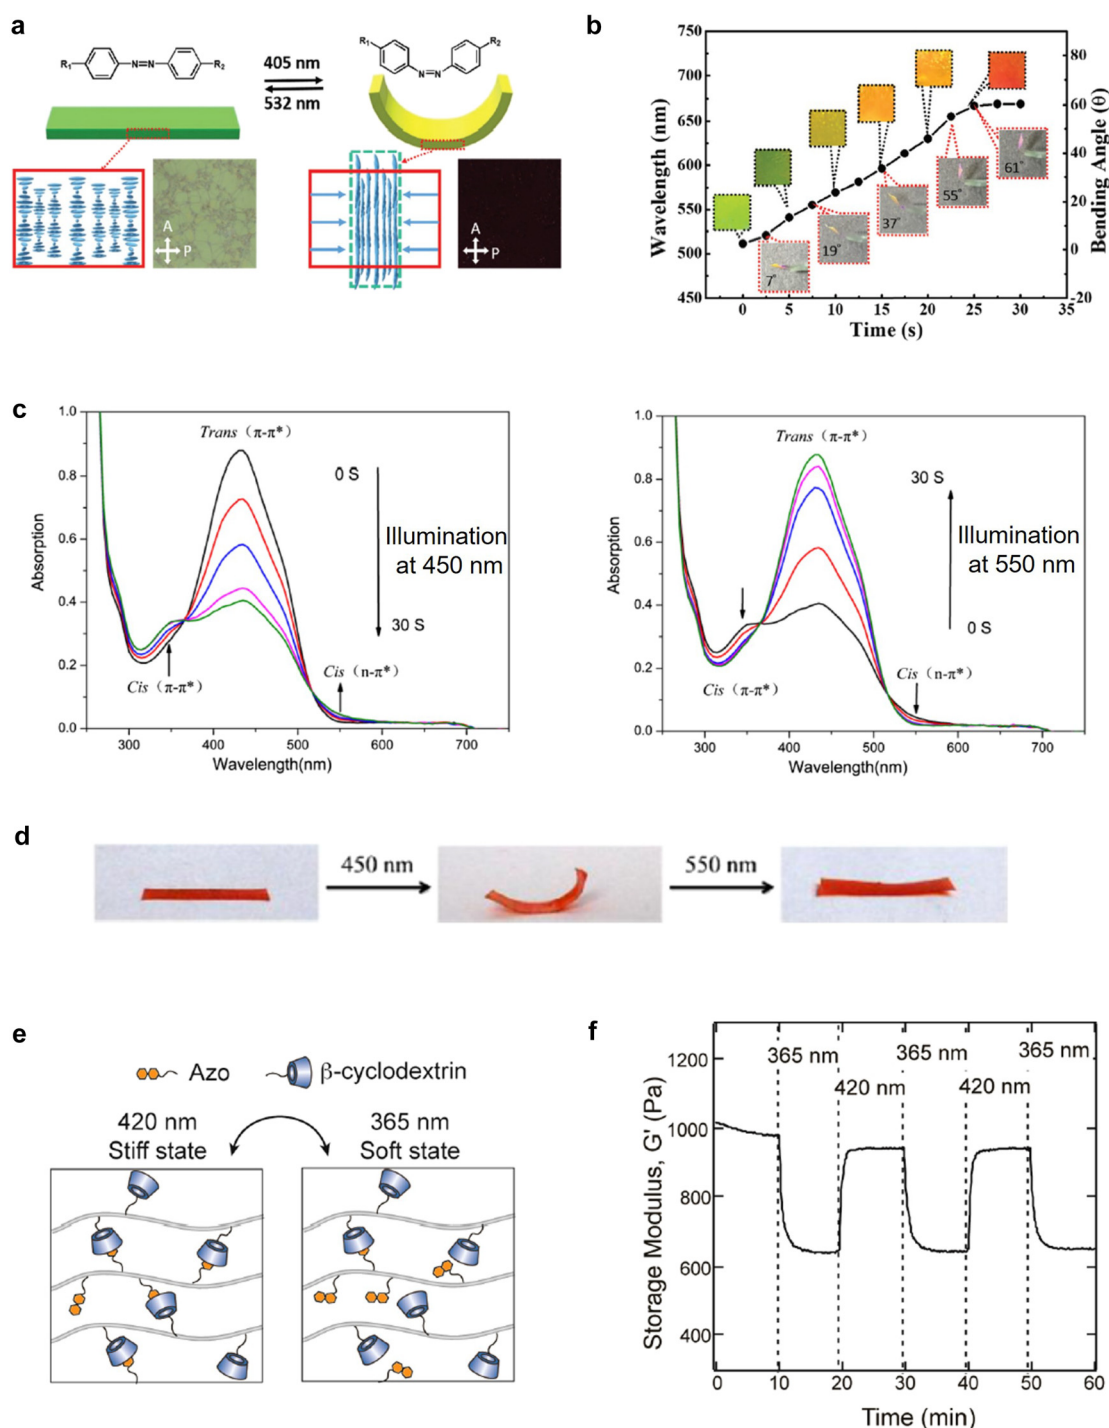 a
R₁
N=N
R₂
405 nm
532 nm
R₁
N=N
R₂
A
P
A
P
b
Wavelength (nm)
750
700
650
600
550
500
450
7°
19°
37°
55°
61°
80
60
40
20
0
-20
Bending Angle (θ)
0 5 10 15 20 25 30 35
Time (s)
c
Absorption
1.0
0.8
0.6
0.4
0.2
0.0
Trans (π-π*)
0 S
Illumination
at 450 nm
30 S
Cis (π-π*)
Cis (n-π*)
300 400 500 600 700
Wavelength(nm)
Absorption
1.0
0.8
0.6
0.4
0.2
0.0
Trans (π-π*)
30 S
Illumination
at 550 nm
0 S
Cis (π-π*)
Cis (n-π*)
300 400 500 600 700
Wavelength(nm)
d
450 nm
550 nm
e
Azo
β-cyclodextrin
420 nm
Stiff state
365 nm
Soft state
f
Storage Modulus, G' (Pa)
1200
1000
800
600
400
365 nm
420 nm
365 nm
420 nm
365 nm
0 10 20 30 40 50 60
Time (min)